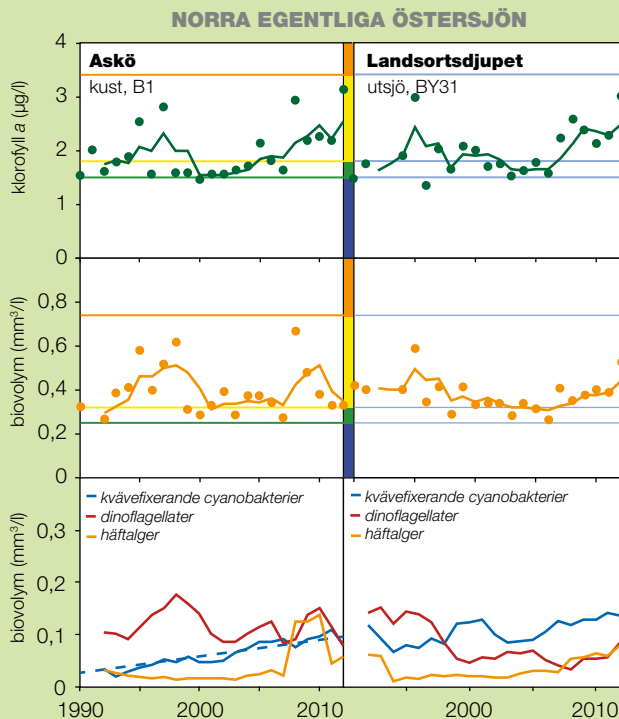 NORRA EGENTLIGA ÖSTERSJÖN
Askö
kust, B1
Landsortsdjupet
utsjö, BY31
klorofyll a (µg/l)
4
3
2
1
0
biovolym (mm³/l)
0,8
0,6
0,4
0,2
0
biovolym (mm³/l)
0,3
0,2
0,1
0
kvävefixerande cyanobakterier
dinoflagellater
häftalger
kvävefixerande cyanobakterier
dinoflagellater
häftalger
1990 2000 2010 2000 2010